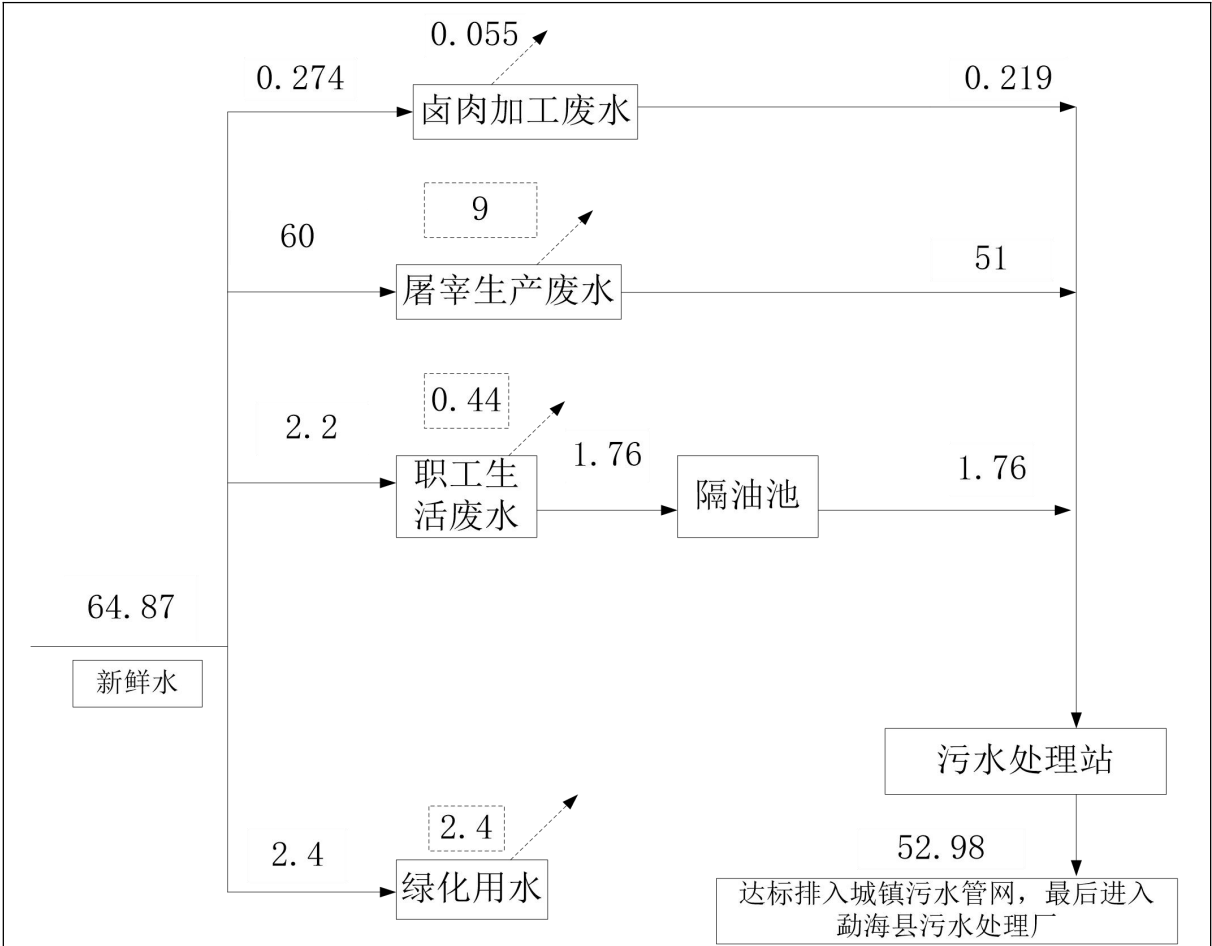 0.055
0.274
卤肉加工废水
0.219
9
60
屠宰生产废水
51
0.44
2.2
职工生
活废水
1.76
隔油池
1.76
64.87
新鲜水
污水处理站
2.4
2.4
绿化用水
52.98
达标排入城镇污水管网，最后进入
勐海县污水处理厂